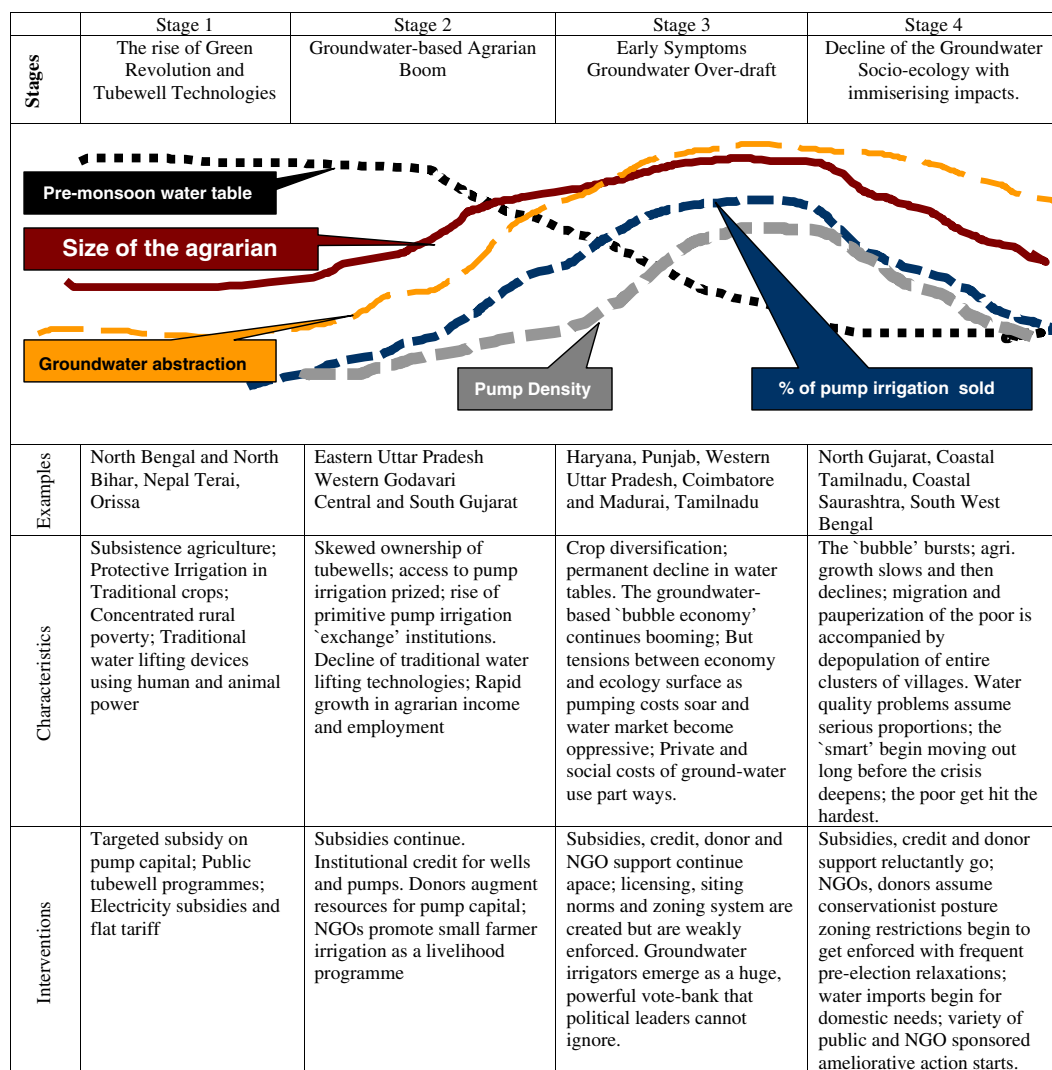 Stage 1
Stage 2
Stage 3
Stage 4
Stages
The rise of Green
Revolution and
Tubewell Technologies
Groundwater-based Agrarian
Boom
Early Symptoms
Groundwater Over-draft
Decline of the Groundwater
Socio-ecology with
immiserising impacts.
Pre-monsoon water table
Size of the agrarian
Groundwater abstraction
Pump Density
% of pump irrigation sold
Examples
North Bengal and North
Bihar, Nepal Terai,
Orissa
Eastern Uttar Pradesh
Western Godavari
Central and South Gujarat
Haryana, Punjab, Western
Uttar Pradesh, Coimbatore
and Madurai, Tamilnadu
North Gujarat, Coastal
Tamilnadu, Coastal
Saurashtra, South West
Bengal
Characteristics
Subsistence agriculture;
Protective Irrigation in
Traditional crops;
Concentrated rural
poverty; Traditional
water lifting devices
using human and animal
power
Skewed ownership of
tubewells; access to pump
irrigation prized; rise of
primitive pump irrigation
`exchange' institutions.
Decline of traditional water
lifting technologies; Rapid
growth in agrarian income
and employment
Crop diversification;
permanent decline in water
tables. The groundwater-
based `bubble economy'
continues booming; But
tensions between economy
and ecology surface as
pumping costs soar and
water market become
oppressive; Private and
social costs of ground-water
use part ways.
The `bubble' bursts; agri.
growth slows and then
declines; migration and
pauperization of the poor is
accompanied by
depopulation of entire
clusters of villages. Water
quality problems assume
serious proportions; the
`smart' begin moving out
long before the crisis
deepens; the poor get hit the
hardest.
Interventions
Targeted subsidy on
pump capital; Public
tubewell programmes;
Electricity subsidies and
flat tariff
Subsidies continue.
Institutional credit for wells
and pumps. Donors augment
resources for pump capital;
NGOs promote small farmer
irrigation as a livelihood
programme
Subsidies, credit, donor and
NGO support continue
apace; licensing, siting
norms and zoning system are
created but are weakly
enforced. Groundwater
irrigators emerge as a huge,
powerful vote-bank that
political leaders cannot
ignore.
Subsidies, credit and donor
support reluctantly go;
NGOs, donors assume
conservationist posture
zoning restrictions begin to
get enforced with frequent
pre-election relaxations;
water imports begin for
domestic needs; variety of
public and NGO sponsored
ameliorative action starts.